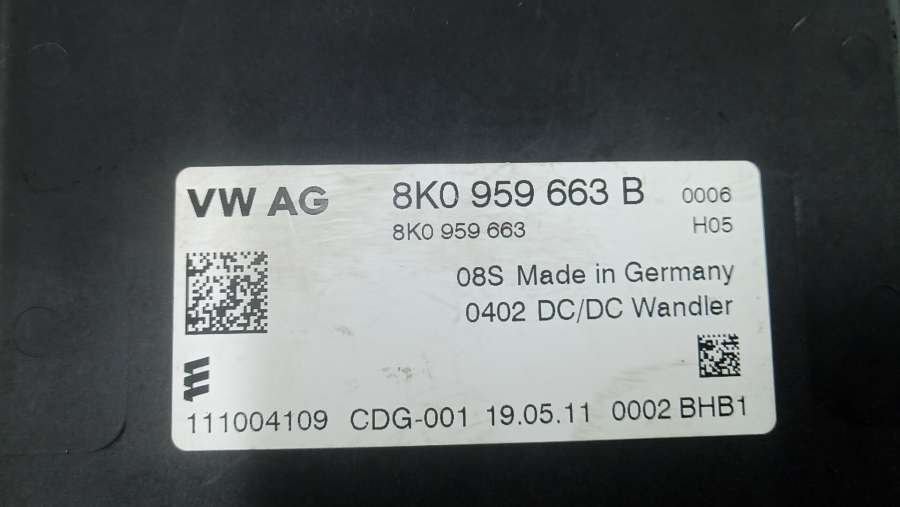 VW AG 8K0 959 663 B 0006
8K0 959 663 H05
08S Made in Germany
0402 DC/DC Wandler
111004109 CDG-001 19.05.11 0002 BHB1